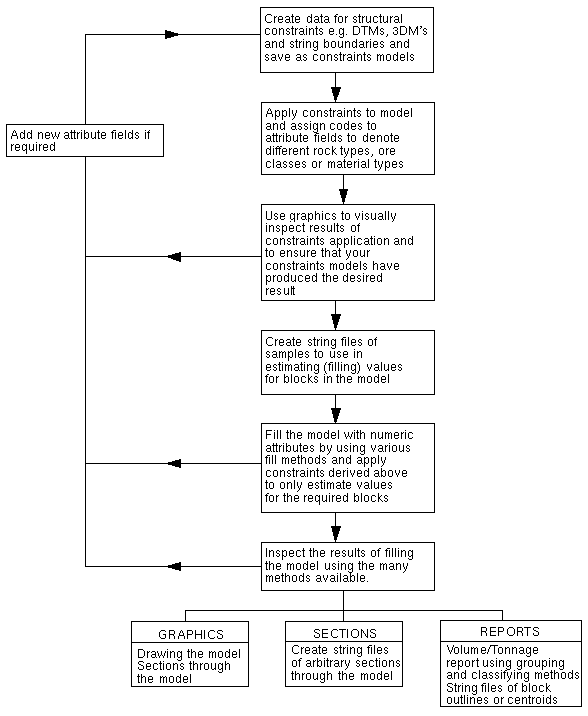 Create data for structural
constraints e.g. DTMs, 3DM's
and string boundaries and
save as constraints models
Add new attribute fields if
required
Apply constraints to model
and assign codes to
attribute fields to denote
different rock types, ore
classes or material types
Use graphics to visually
inspect results of
constraints application and
to ensure that your
constraints models have
produced the desired
result
Create string files of
samples to use in
estimating (filling) values
for blocks in the model
Fill the model with numeric
attributes by using various
fill methods and apply
constraints derived above
to only estimate values
for the required blocks
Inspect the results of filling
the model using the many
methods available.
GRAPHICS
Drawing the model
Sections through
the model
SECTIONS
Create string files
of arbitrary sections
through the model
REPORTS
Volume/Tonnage
report using grouping
and classifying methods
String files of block
outlines or centroids